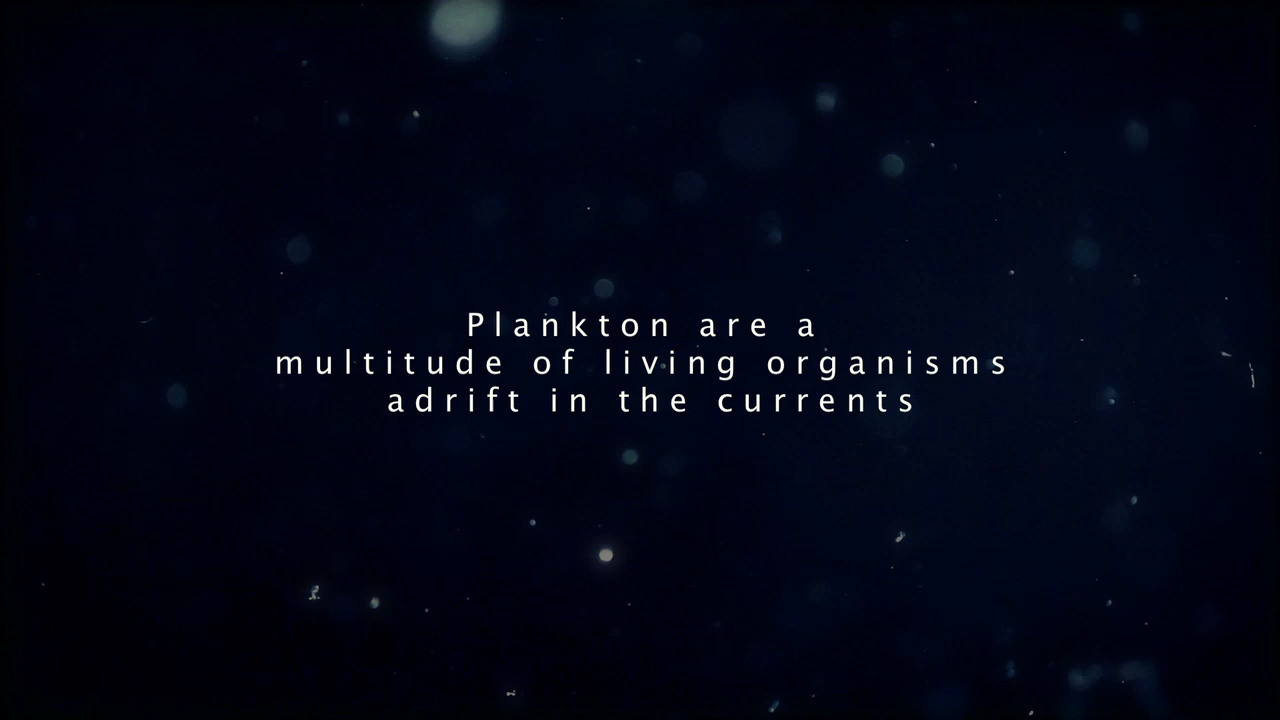 Plankton are a
multitude of living organisms
adrift in the currents